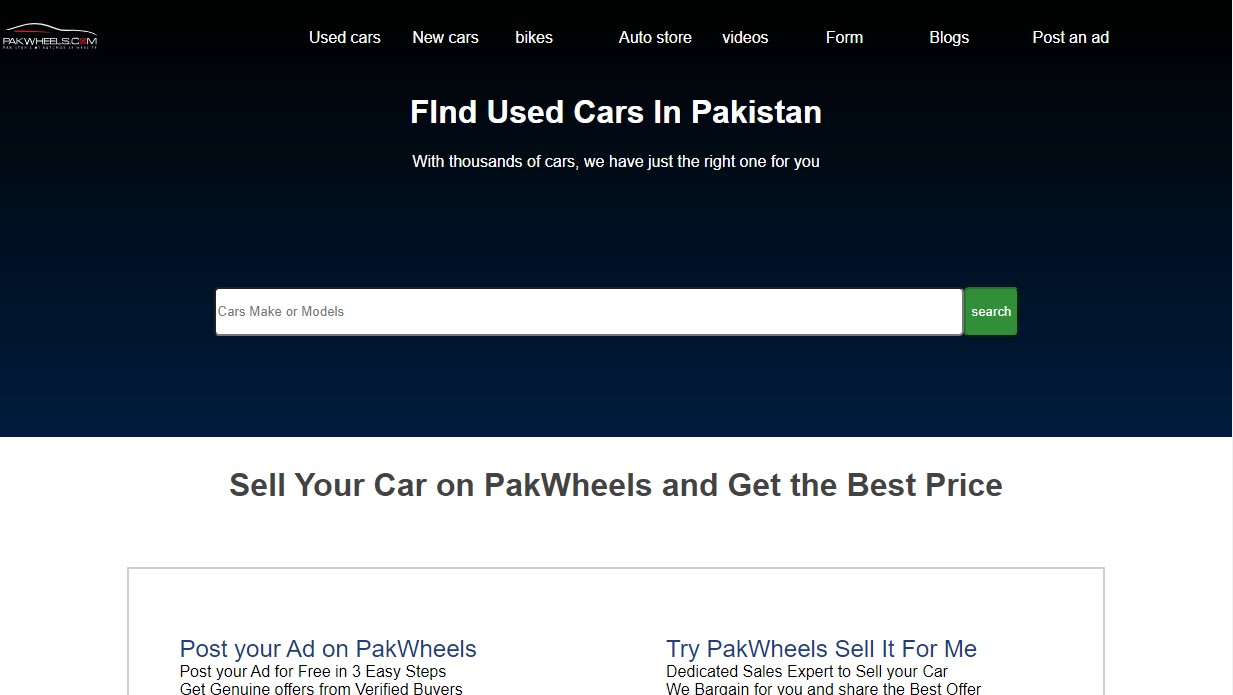 PAKWHEELS.COM
Used cars New cars bikes Auto store videos Form Blogs Post an ad
FInd Used Cars In Pakistan
With thousands of cars, we have just the right one for you
Cars Make or Models search
Sell Your Car on PakWheels and Get the Best Price
Post your Ad on PakWheels
Post your Ad for Free in 3 Easy Steps
Get Genuine offers from Verified Buyers
Try PakWheels Sell It For Me
Dedicated Sales Expert to Sell your Car
We Bargain for you and share the Best Offer